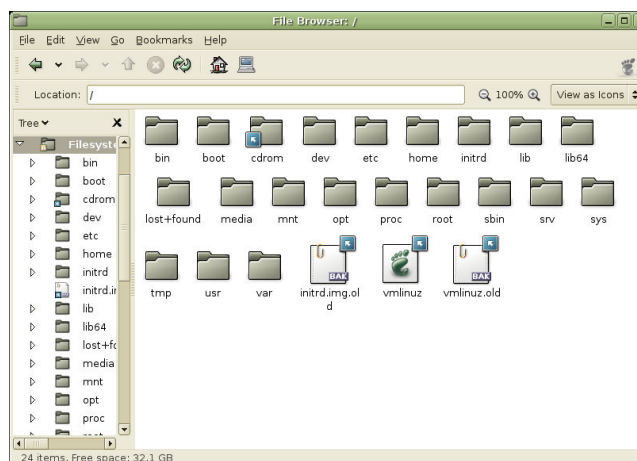 File Browser: /
File Edit View Go Bookmarks Help
Location: / 100% View as Icons
Tree
Filesyste
bin
boot
cdrom
dev
etc
home
initrd
initrd.i
lib
lib64
lost+fo
media
mnt
opt
proc
bin boot cdrom dev etc home initrd lib lib64
lost+found media mnt opt proc root sbin srv sys
tmp usr var initrd.img.ol
d vmlinuz vmlinuz.old
BAK BAK
24 items, Free space: 32.1 GB